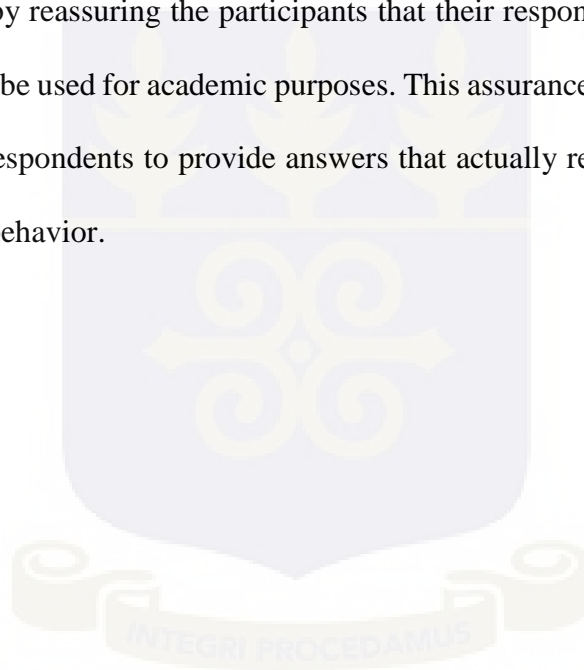 by reassuring the participants that their respon
be used for academic purposes. This assurance
espondents to provide answers that actually re
ehavior.
INTEGRI PROCEDAMUS